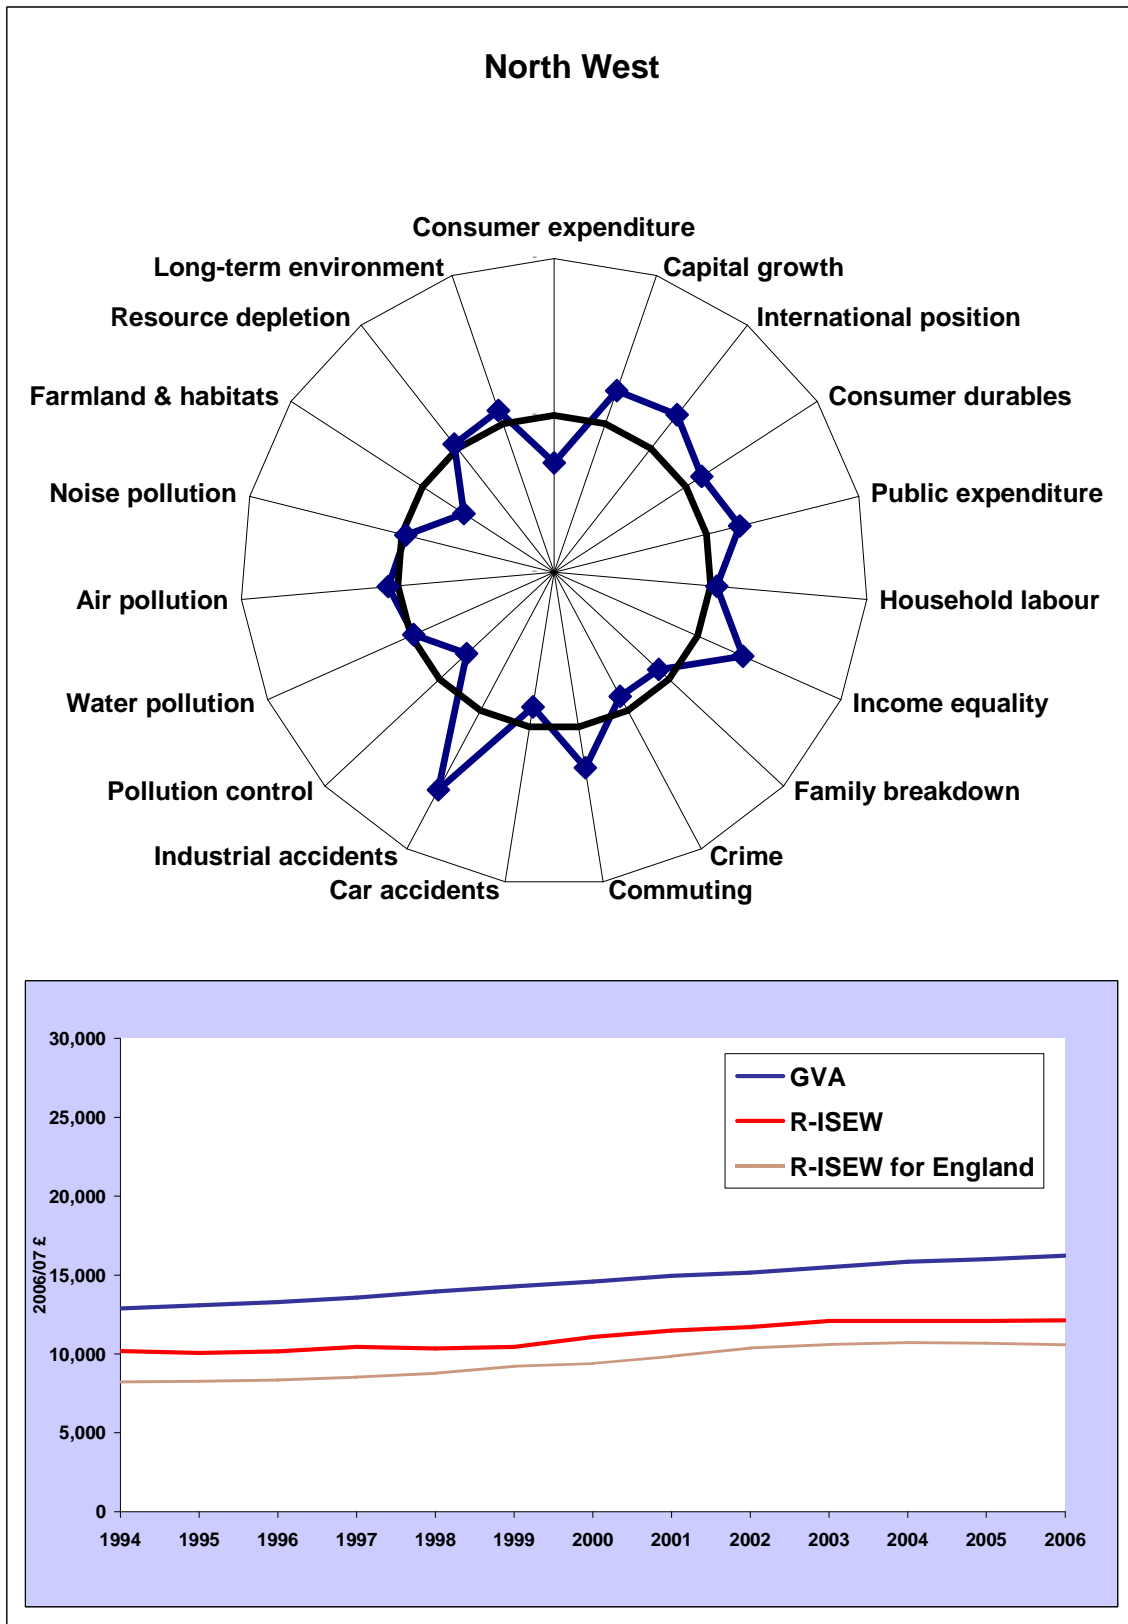 North West
Consumer expenditure
Long-term environment
Capital growth
Resource depletion
International position
Farmland & habitats
Consumer durables
Noise pollution
Public expenditure
Air pollution
Household labour
Water pollution
Income equality
Pollution control
Family breakdown
Industrial accidents
Crime
Car accidents
Commuting
30,000
25,000
20,000
15,000
10,000
5,000
0
2006/07 £
GVA
R-ISEW
R-ISEW for England
1994 1995 1996 1997 1998 1999 2000 2001 2002 2003 2004 2005 2006